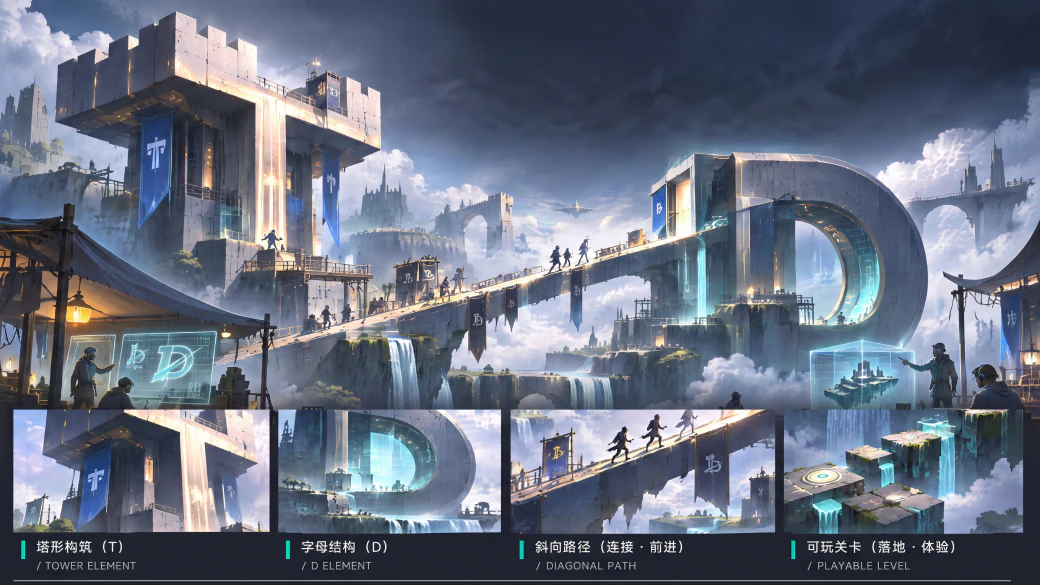 T
D
塔形构筑（T）
/ TOWER ELEMENT
字母结构（D）
/ D ELEMENT
斜向路径（连接 · 前进）
/ DIAGONAL PATH
可玩关卡（落地 · 体验）
/ PLAYABLE LEVEL